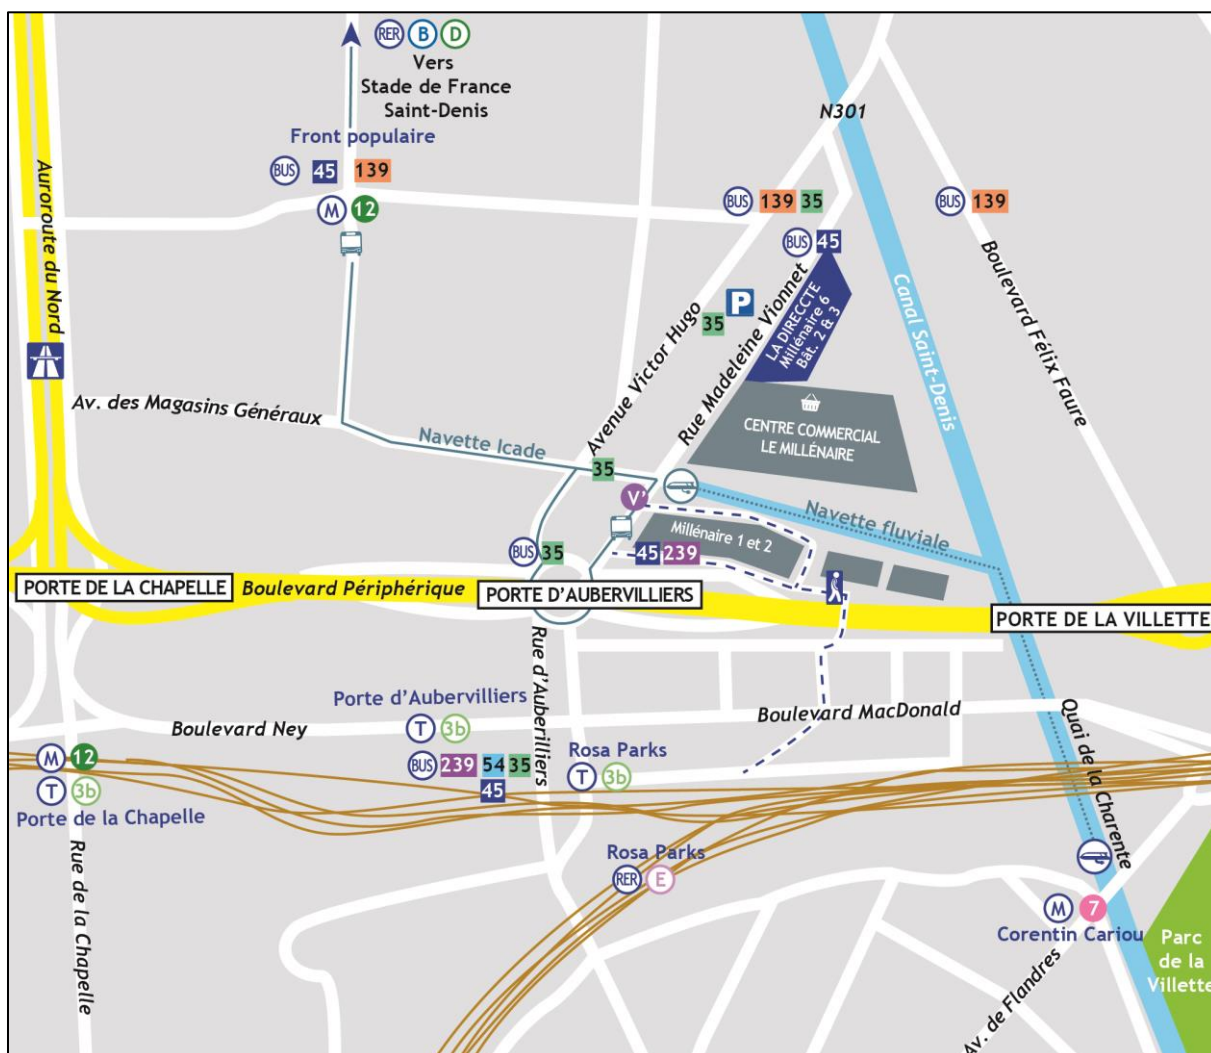 RER B D
Vers
Stade de France
Saint-Denis
Front populaire
BUS 45 139
M 12
N301
BUS 139 35
BUS 139
BUS 45
Auroroute du Nord
Canal Saint-Denis
Boulevard Félix Faure
P
35
LA DIRECCTE
Millénaire 6
Bât. 2 & 3
Avenue Victor Hugo
Rue Madeleine Vionnet
Av. des Magasins Généraux
Navette Icade
CENTRE COMMERCIAL
LE MILLÉNAIRE
35
V'
Navette fluviale
Millénaire 1 et 2
BUS 35
45 239
PORTE DE LA CHAPELLE
Boulevard Périphérique
PORTE D'AUBERVILLIERS
PORTE DE LA VILLETTE
Rue d'Auberilliers
Porte d'Aubervilliers
T 3b
Boulevard Ney
Boulevard MacDonald
Quai de la Charente
BUS 239 54 35
45
Rosa Parks
T 3b
M 12
T 3b
Porte de la Chapelle
Rue de la Chapelle
Rosa Parks
RER E
M 7
Corentin Cariou
Av. de Flandres
Parc
de la
Villette